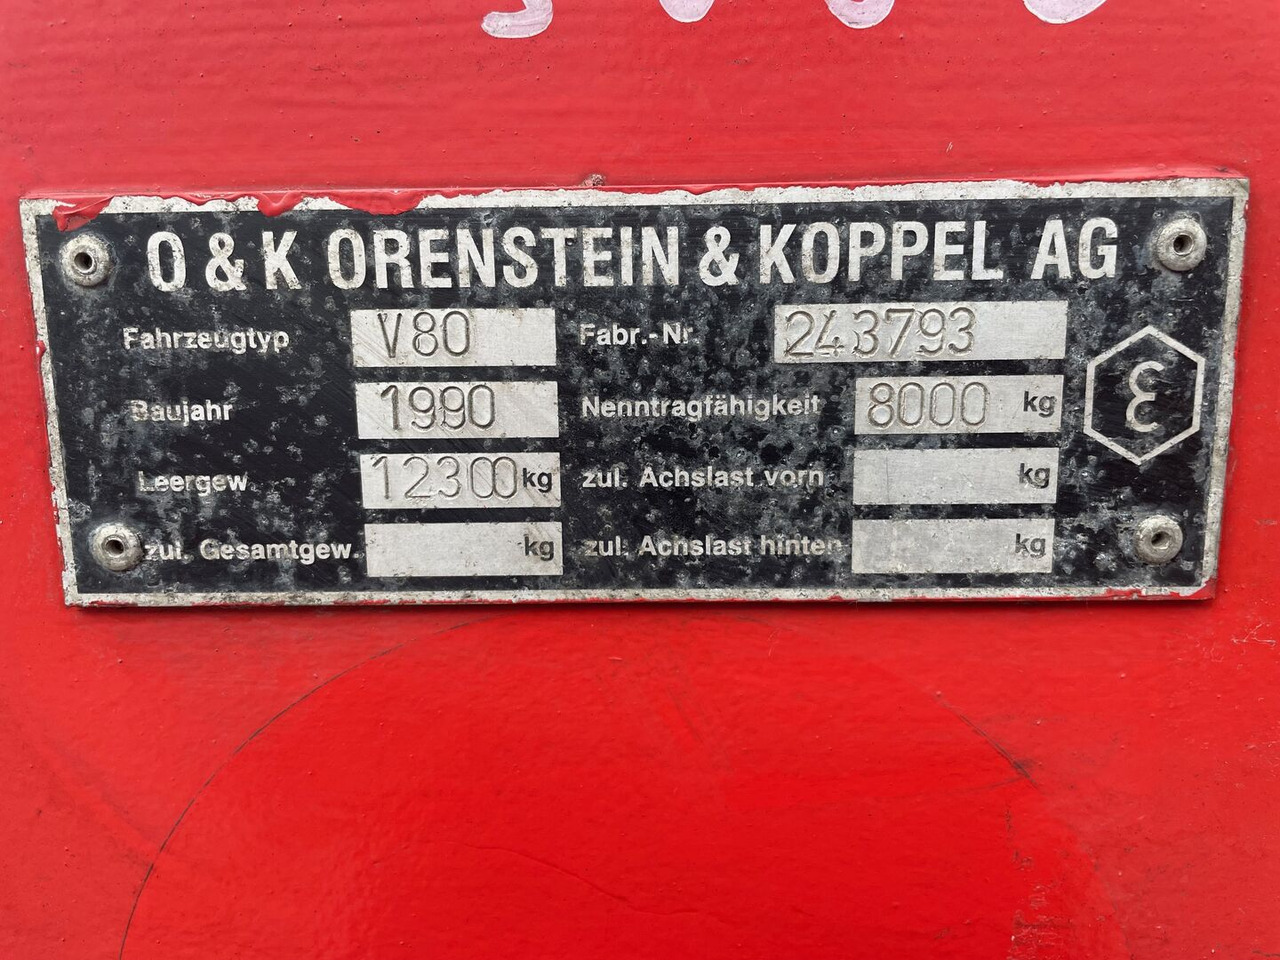 O & K ORENSTEIN & KOPPEL AG
Fahrzeugtyp V80 Fabr.-Nr 243793
Baujahr 1990 Nenntragfähigkeit 8000 kg
Leergew. 12300 kg zul. Achslast vorn kg
zul. Gesamtgew. kg zul. Achslast hinten kg